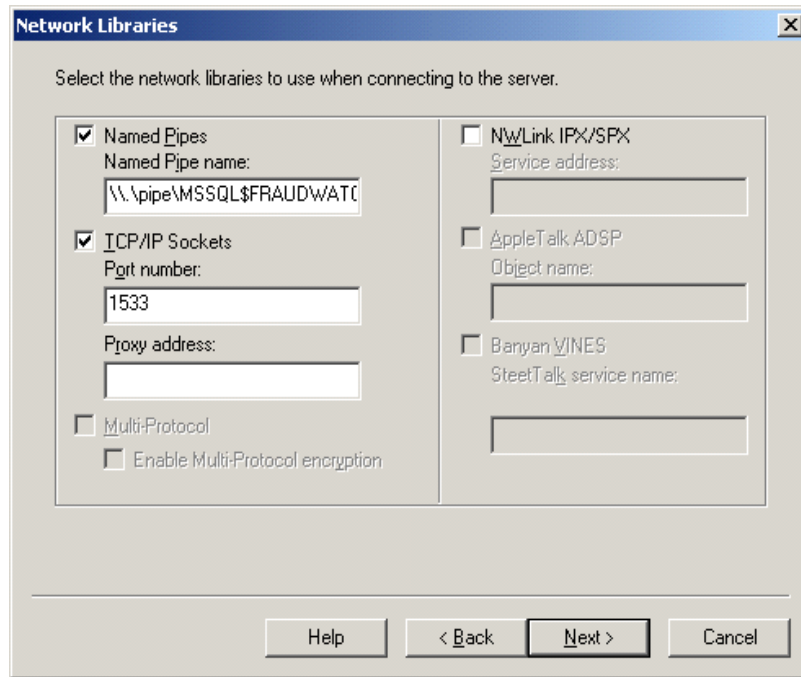 Network Libraries
Select the network libraries to use when connecting to the server.
Named Pipes
Named Pipe name:
\\.\pipe\MSSQL$FRAUDWAT
TCP/IP Sockets
Port number:
1533
Proxy address:
Multi-Protocol
Enable Multi-Protocol encryption
NWLink IPX/SPX
Service address:
AppleTalk ADSP
Object name:
Banyan VINES
SteetTalk service name:
Help
< Back
Next >
Cancel